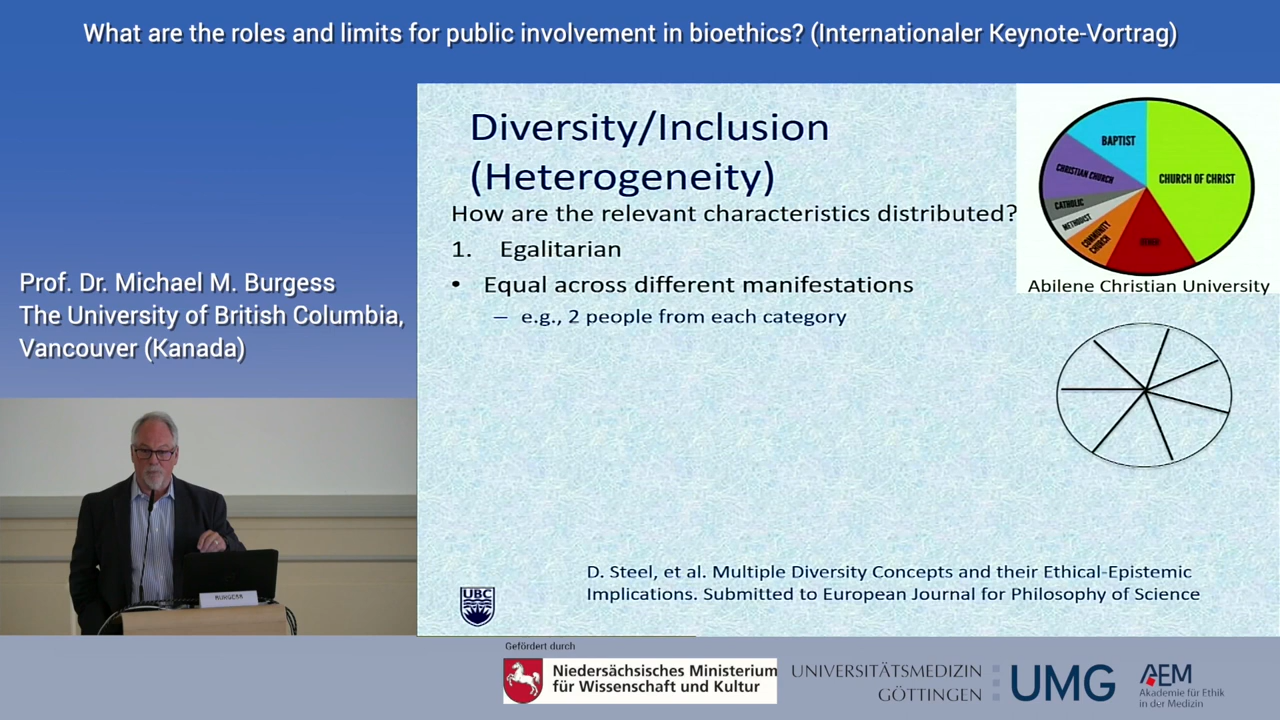 What are the roles and limits for public involvement in bioethics? (Internationaler Keynote-Vortrag)
Prof. Dr. Michael M. Burgess
The University of British Columbia,
Vancouver (Kanada)
Diversity/Inclusion
(Heterogeneity)
How are the relevant characteristics distributed?
1. Egalitarian
• Equal across different manifestations
– e.g., 2 people from each category
BAPTIST
CHURCH OF CHRIST
CHRISTIAN CHURCH
CATHOLIC
METHODIST
COMMUNITY
CHURCH
Abilene Christian University
D. Steel, et al. Multiple Diversity Concepts and their Ethical-Epistemic
Implications. Submitted to European Journal for Philosophy of Science
UBC
BURGESS
Gefördert durch
Niedersächsisches Ministerium
für Wissenschaft und Kultur
UNIVERSITÄTSMEDIZIN
GÖTTINGEN
UMG
AEM
Akademie für Ethik
in der Medizin